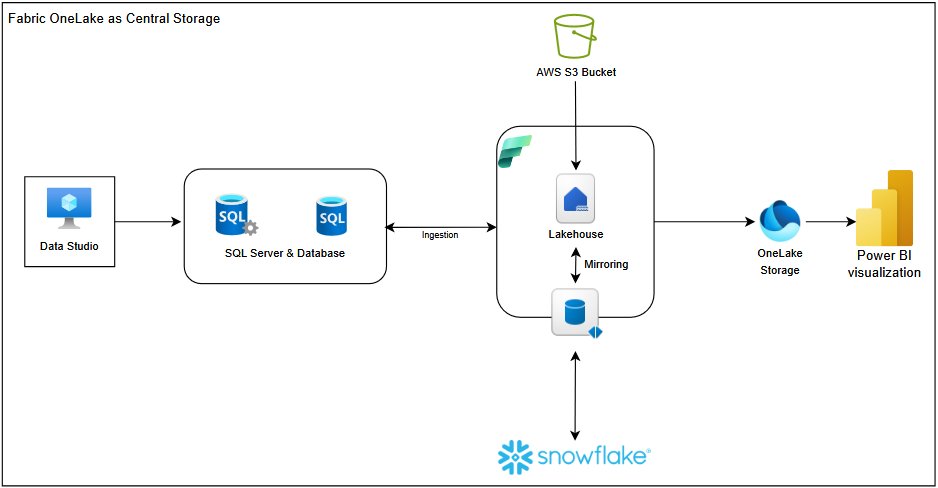 Fabric OneLake as Central Storage
AWS S3 Bucket
Data Studio
SQL
SQL
SQL Server & Database
Ingestion
Lakehouse
Mirroring
OneLake
Storage
Power BI
visualization
snowflake®